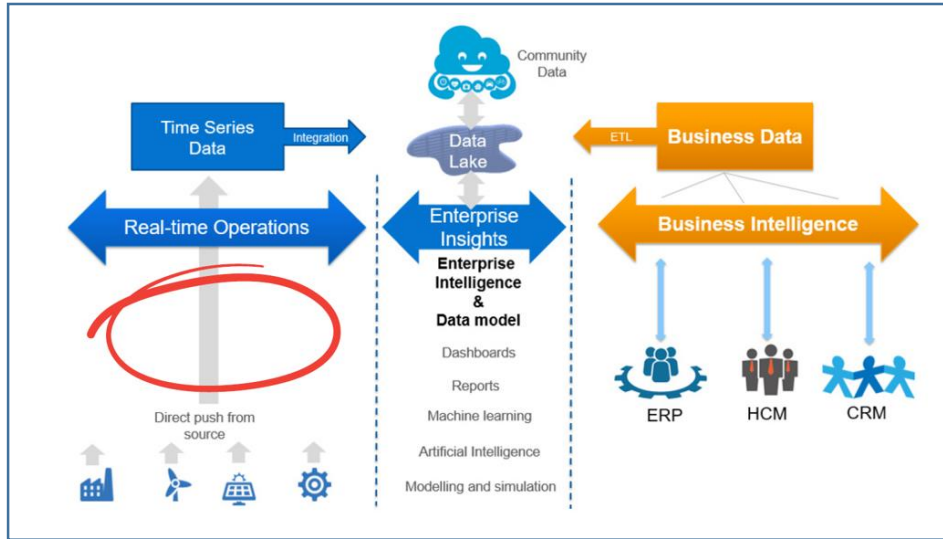 Community
Data
Time Series
Data
Integration
Data
Lake
ETL
Business Data
Real-time Operations
Enterprise
Insights
Business Intelligence
Enterprise
Intelligence
&
Data model
Dashboards
Reports
Machine learning
Artificial Intelligence
Modelling and simulation
Direct push from
source
ERP
HCM
CRM